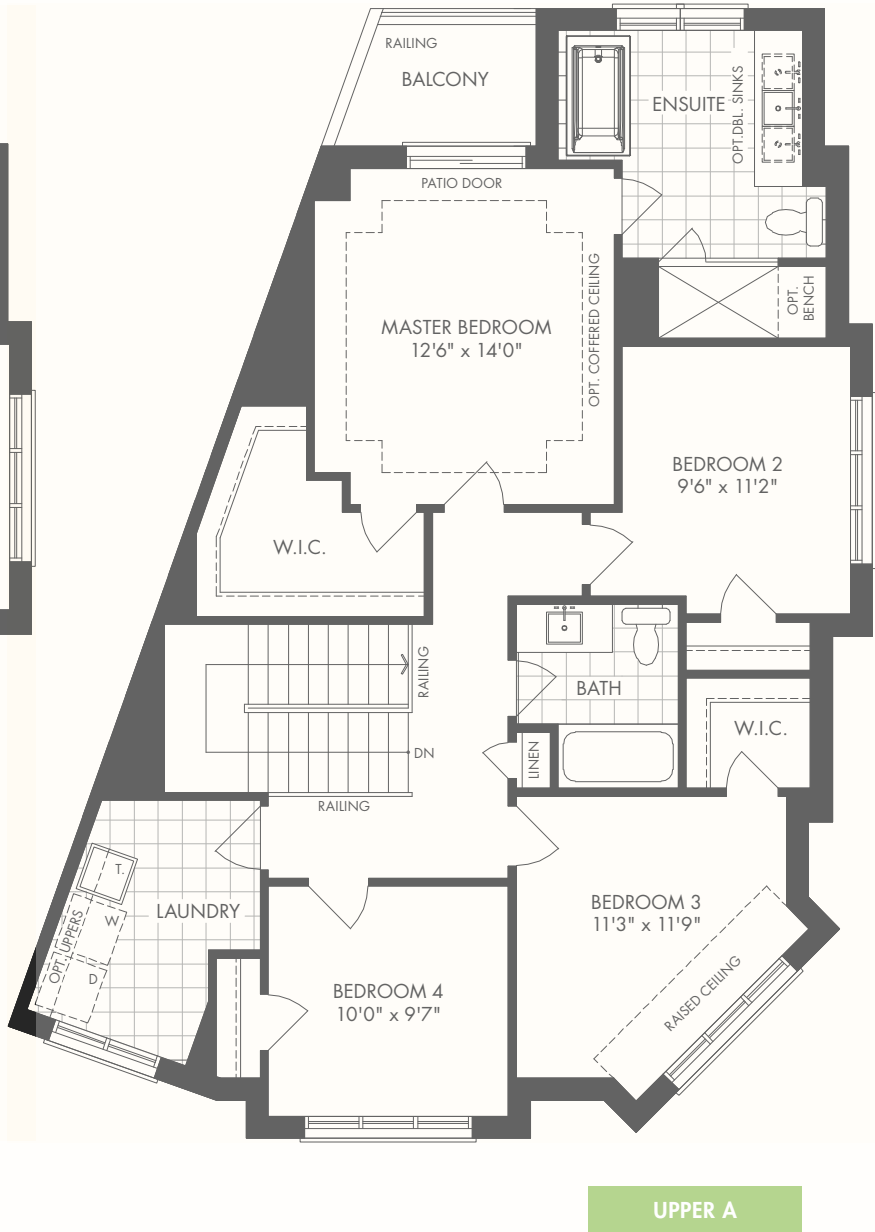 RAILING
BALCONY
ENSUITE
OPT.DBL. SINKS
PATIO DOOR
OPT. COFFERED CEILING
OPT.
BENCH
MASTER BEDROOM
12'6" x 14'0"
BEDROOM 2
9'6" x 11'2"
W.I.C.
RAILING
BATH
W.I.C.
DN
LINEN
RAILING
T.
W
D
OPT. UPPERS
LAUNDRY
BEDROOM 3
11'3" x 11'9"
RAISED CEILING
BEDROOM 4
10'0" x 9'7"
UPPER A